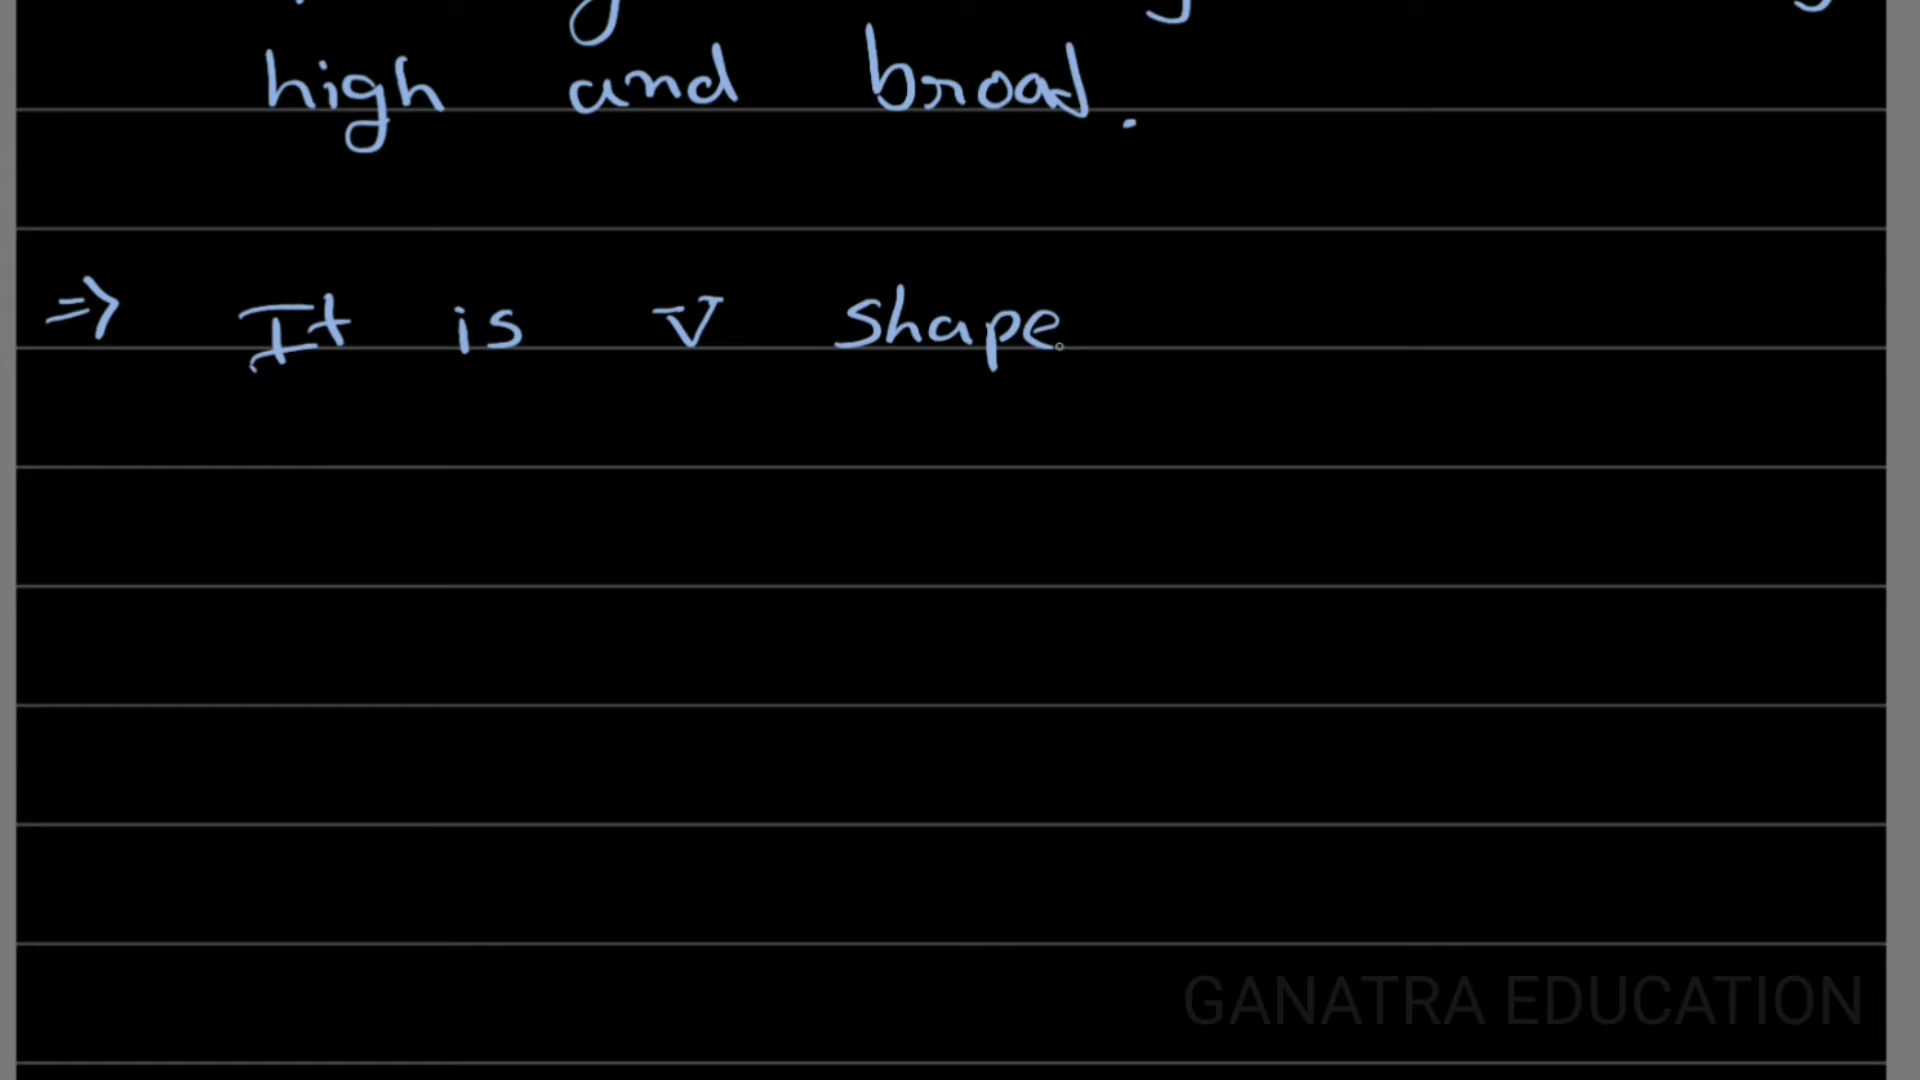 high and broad.
⇒ It is V shape
GANATRA EDUCATION